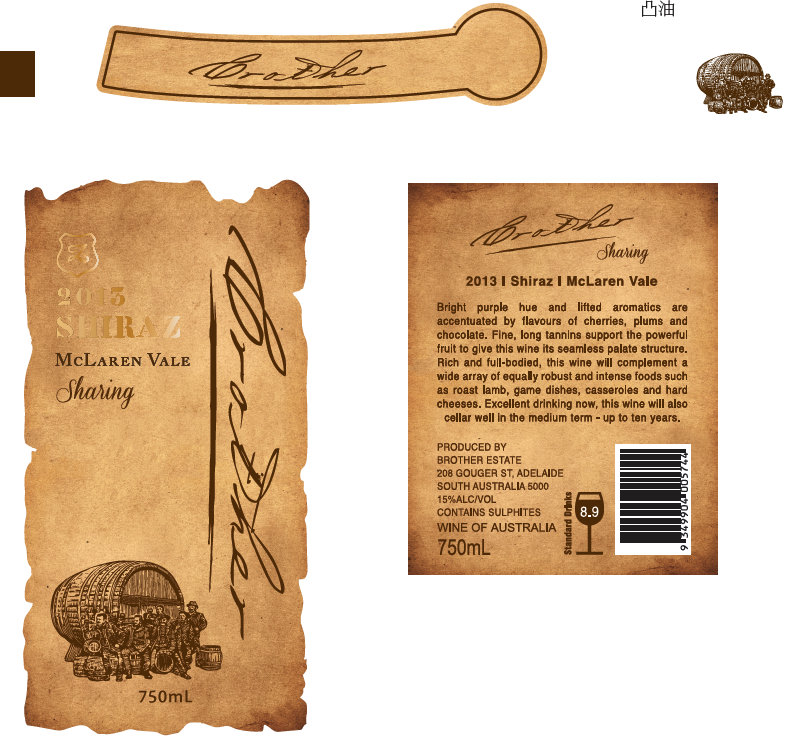 凸油
Brother
2013
SHIRAZ
McLaren Vale
Sharing
Brother
750mL
Brother
Sharing
2013 I Shiraz I McLaren Vale
Bright purple hue and lifted aromatics are
accentuated by flavours of cherries, plums and
chocolate. Fine, long tannins support the powerful
fruit to give this wine its seamless palate structure.
Rich and full-bodied, this wine will complement a
wide array of equally robust and intense foods such
as roast lamb, game dishes, casseroles and hard
cheeses. Excellent drinking now, this wine will also
cellar well in the medium term - up to ten years.
PRODUCED BY
BROTHER ESTATE
208 GOUGER ST, ADELAIDE
SOUTH AUSTRALIA 5000
15%ALC/VOL
CONTAINS SULPHITES
WINE OF AUSTRALIA
750mL
Standard Drinks
8.9
9 349904 005744